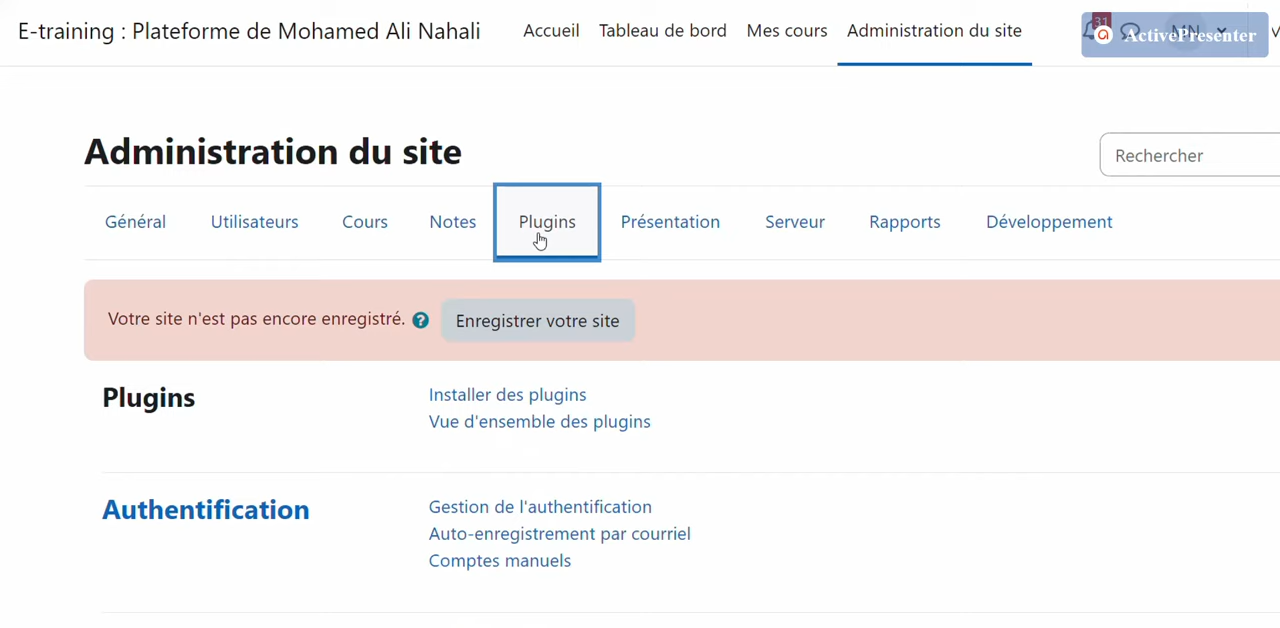 E-training : Plateforme de Mohamed Ali Nahali Accueil Tableau de bord Mes cours Administration du site 31 MN ActivePresenter
Administration du site
Rechercher
Général Utilisateurs Cours Notes Plugins Présentation Serveur Rapports Développement
Votre site n'est pas encore enregistré. ? Enregistrer votre site
Plugins
Installer des plugins
Vue d'ensemble des plugins
Authentification
Gestion de l'authentification
Auto-enregistrement par courriel
Comptes manuels